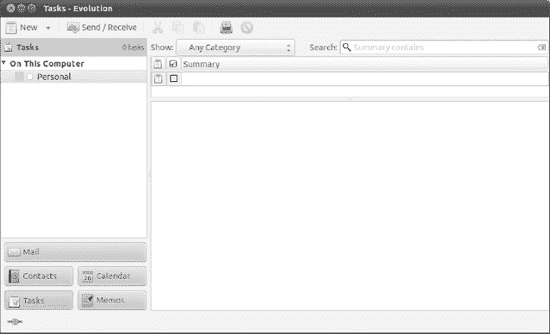 Tasks - Evolution
New Send / Receive
Tasks 0 tasks
Show: Any Category Search: Summary contains
On This Computer
Summary
Personal
Mail
Contacts Calendar
Tasks Memos